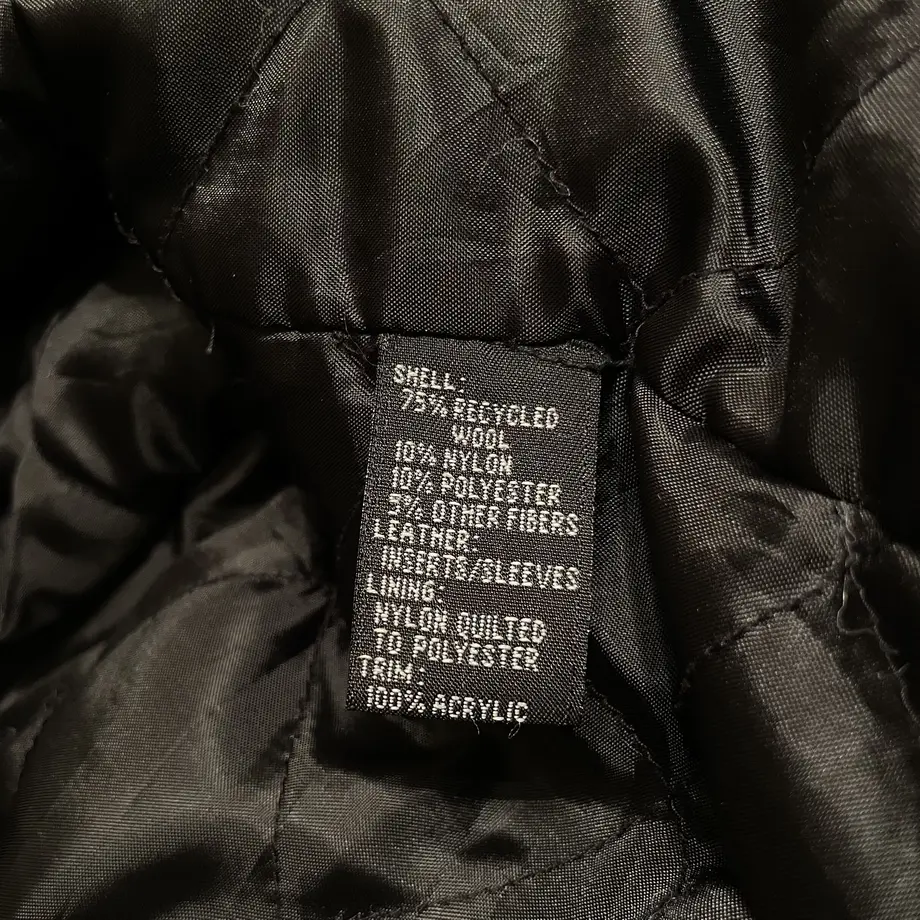 SHELL:
75% RECYCLED
WOOL
10% NYLON
10% POLYESTER
5% OTHER FIBERS
LEATHER:
INSERTS/SLEEVES
LINING:
NYLON QUILTED
TO POLYESTER
TRIM:
100% ACRYLIC